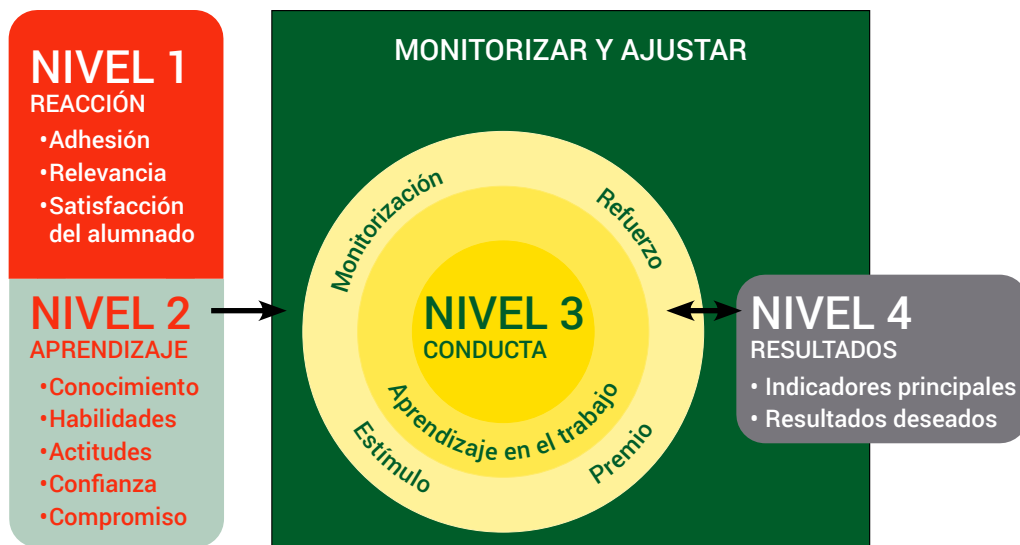 NIVEL 1
REACCIÓN
•Adhesión
•Relevancia
•Satisfacción
del alumnado
NIVEL 2
APRENDIZAJE
•Conocimiento
•Habilidades
•Actitudes
•Confianza
•Compromiso
MONITORIZAR Y AJUSTAR
Monitorización
Refuerzo
NIVEL 3
CONDUCTA
Aprendizaje en el trabajo
Estímulo
Premio
NIVEL 4
RESULTADOS
• Indicadores principales
• Resultados deseados